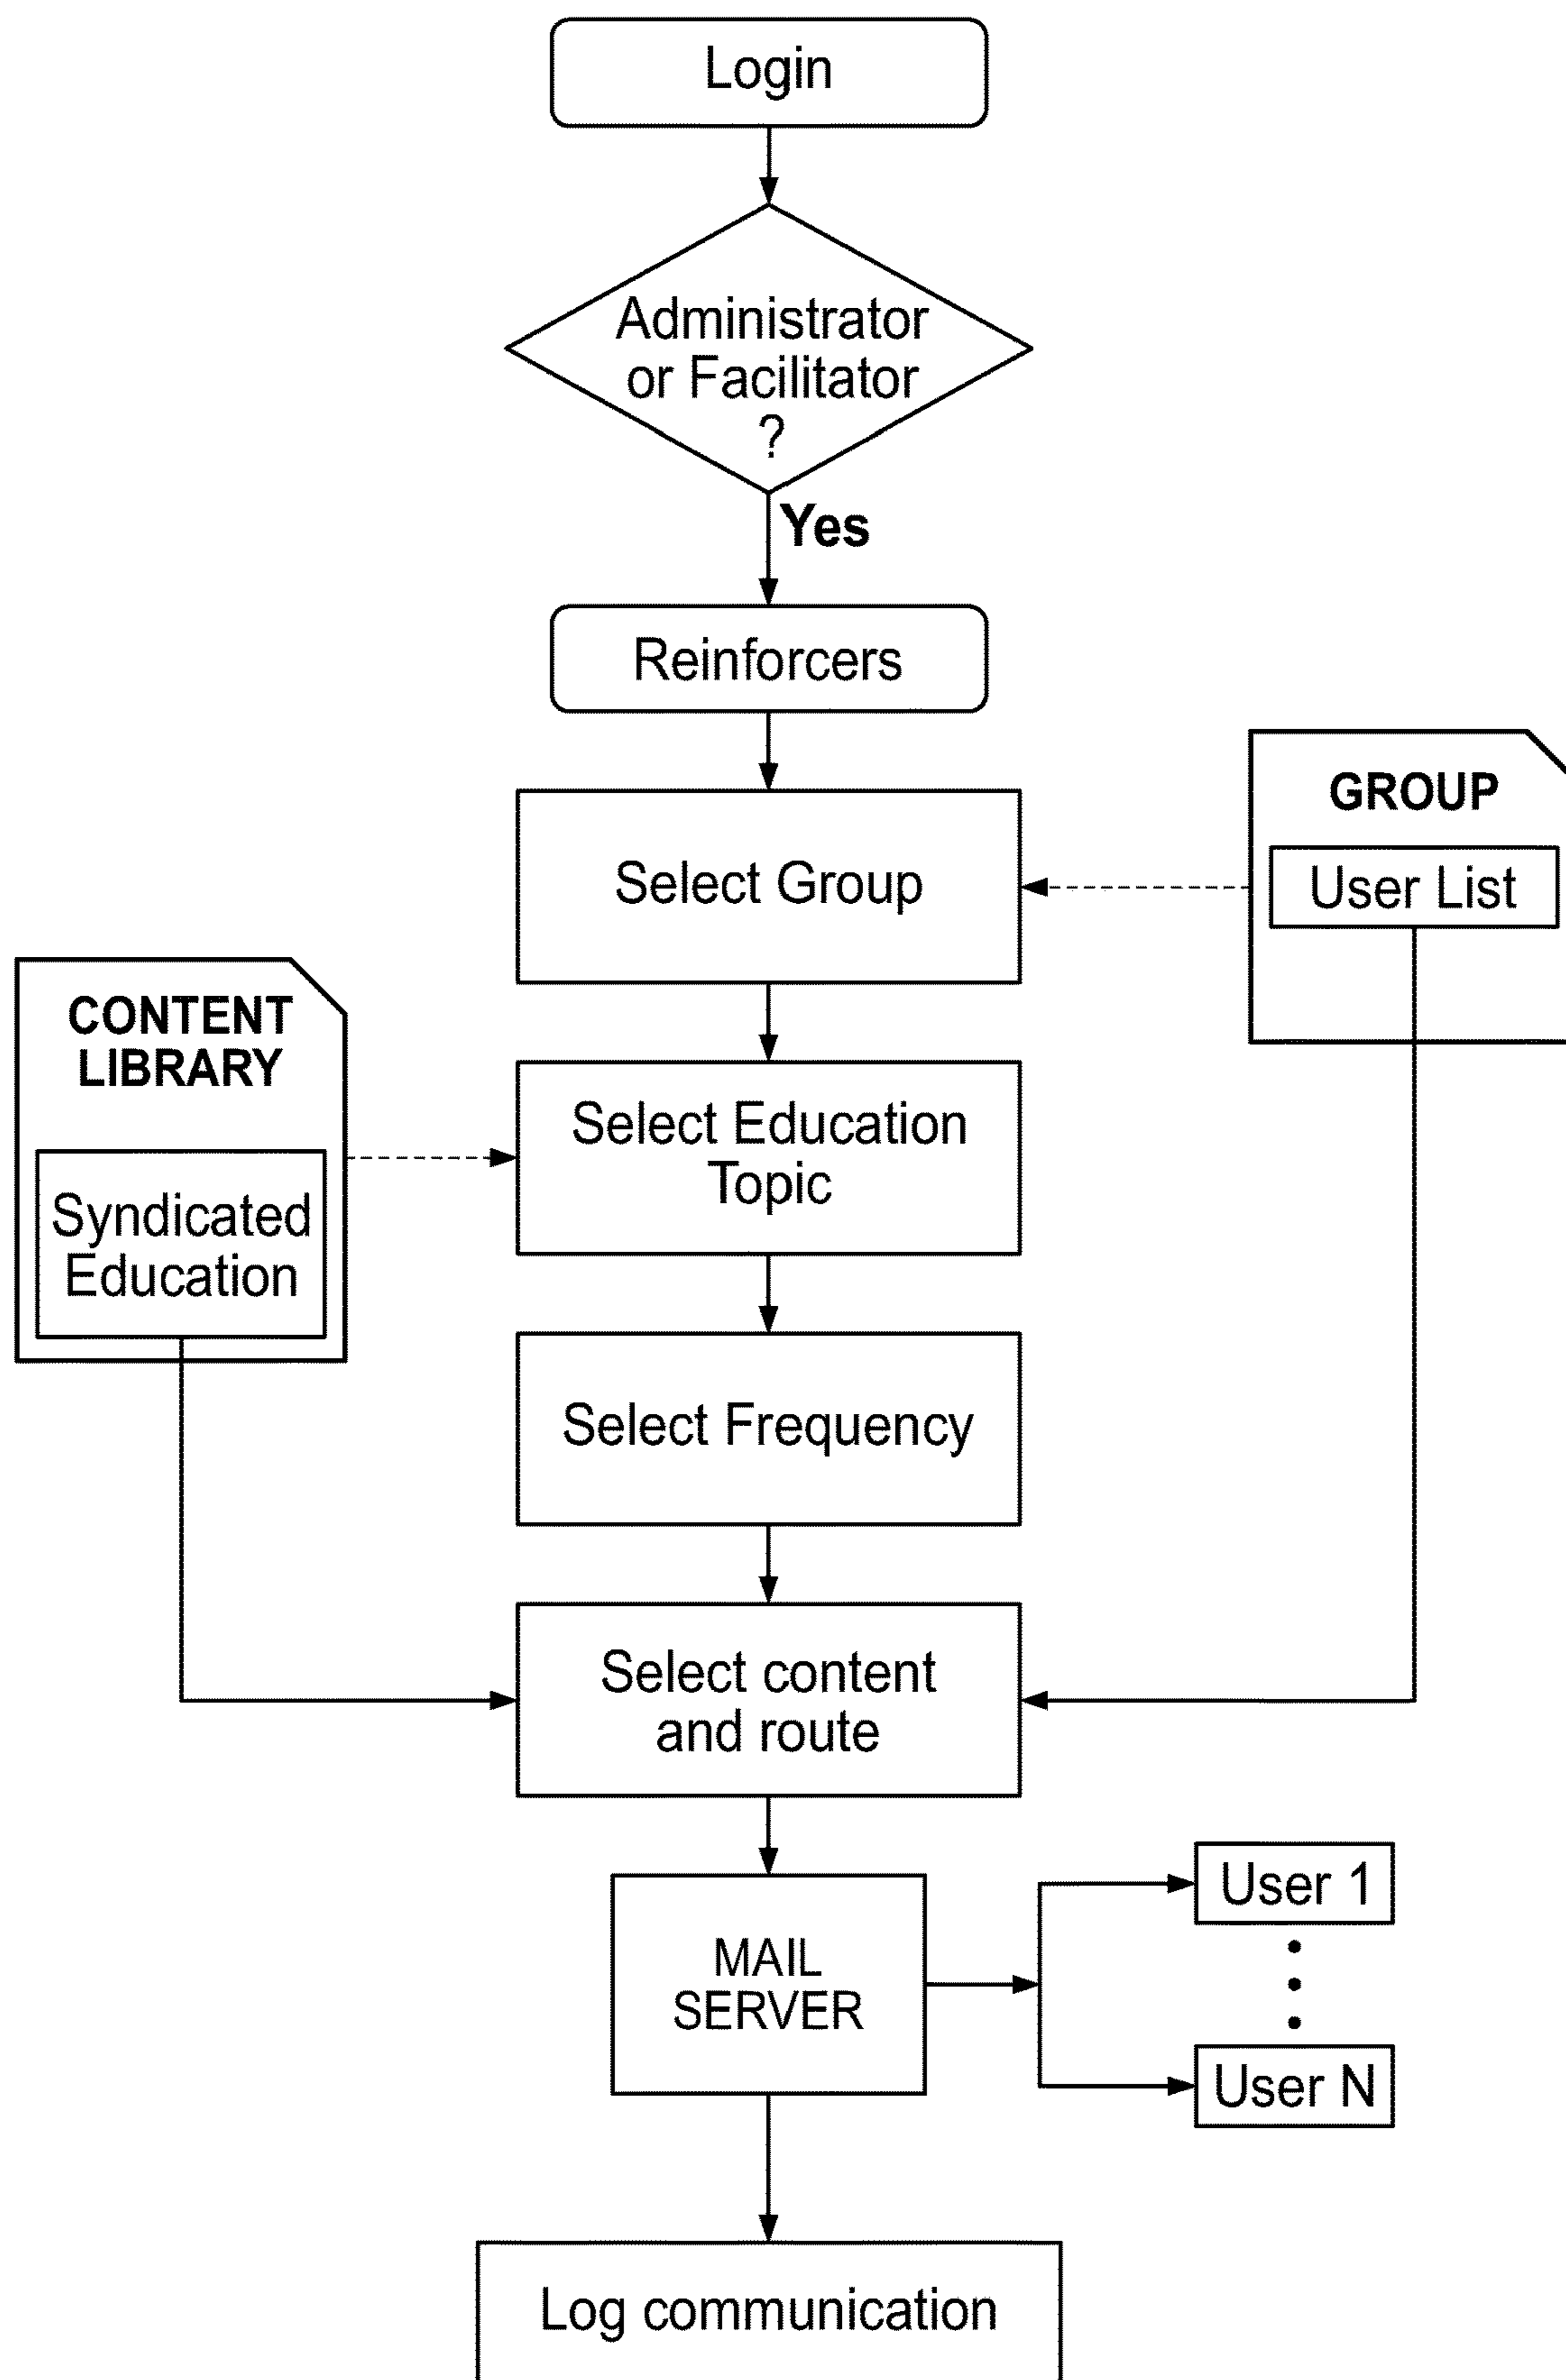 Login
Administrator
or Facilitator
?
Yes
Reinforcers
GROUP
User List
Select Group
CONTENT
LIBRARY
Syndicated
Education
Select Education
Topic
Select Frequency
Select content
and route
MAIL
SERVER
User 1
User N
Log communication